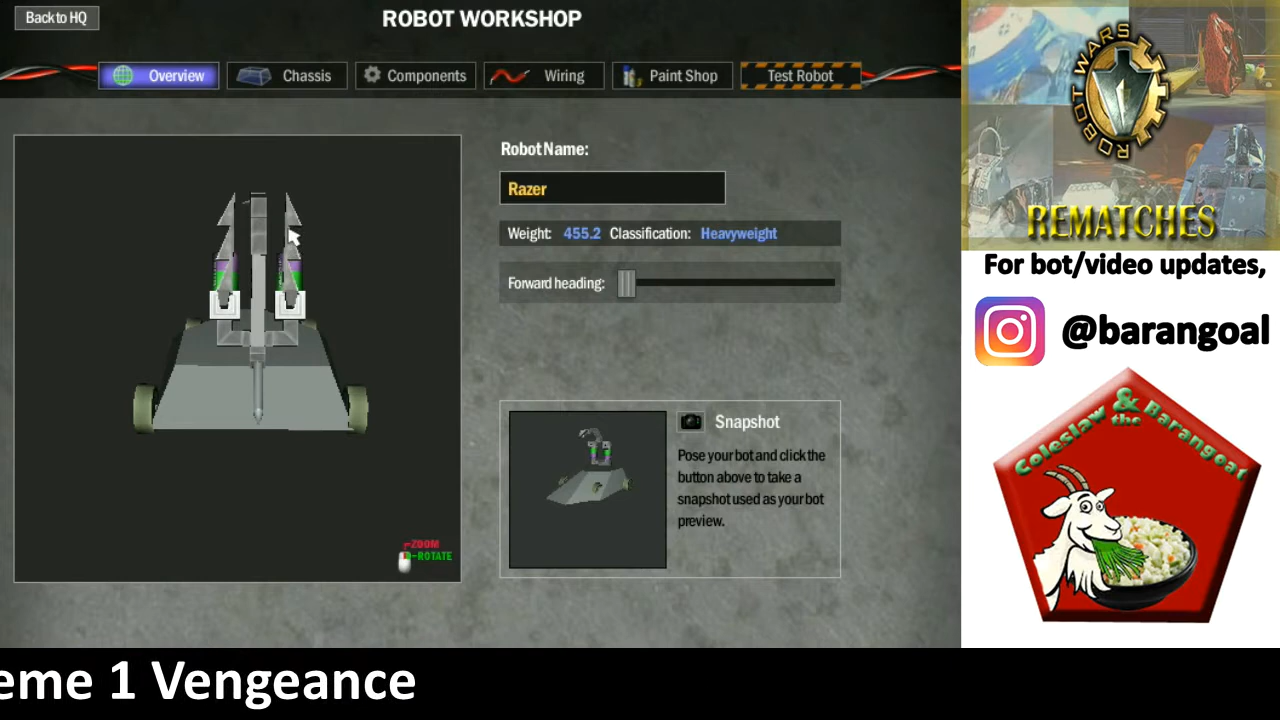 Back to HQ
ROBOT WORKSHOP
Overview
Chassis
Components
Wiring
Paint Shop
Test Robot
Robot Name:
Razer
Weight: 455.2 Classification: Heavyweight
Forward heading:
Snapshot
Pose your bot and click the
button above to take a
snapshot used as your bot
preview.
-ZOOM
-ROTATE
ROBOT WARS
REMATCHES
For bot/video updates,
@barangoal
Coleslaw & the Barangoat
eme 1 Vengeance